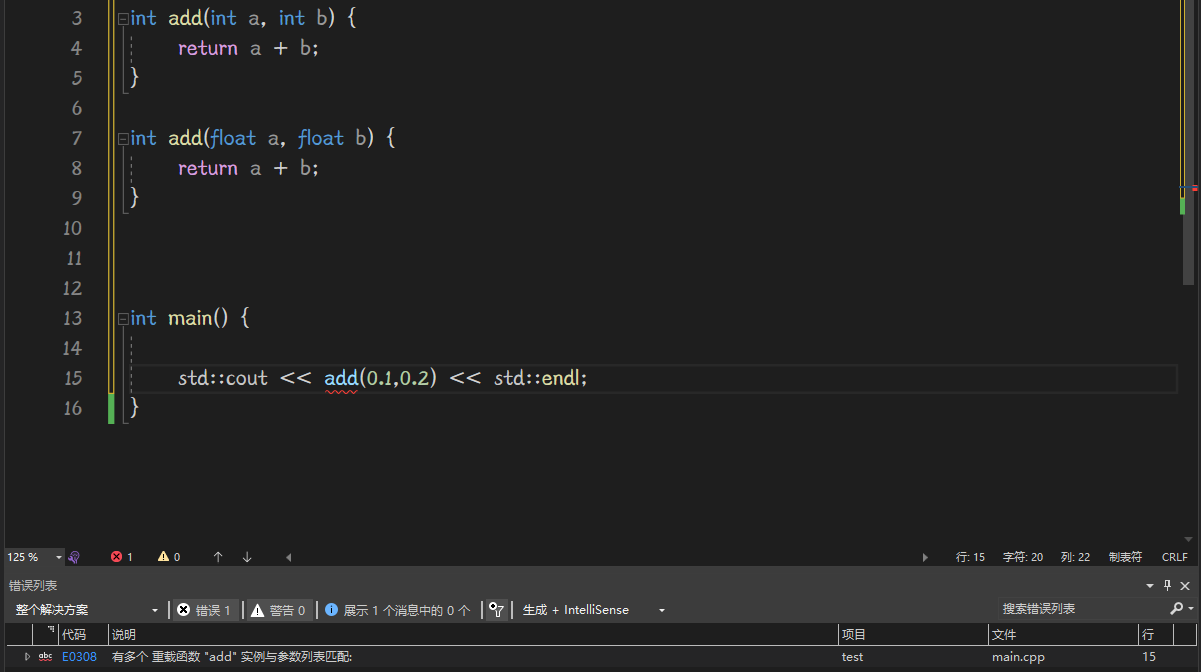 3 int add(int a, int b) {
4 return a + b;
5 }
6
7 int add(float a, float b) {
8 return a + b;
9 }
10
11
12
13 int main() {
14
15 std::cout << add(0.1,0.2) << std::endl;
16 }
125 % 1 0 行: 15 字符: 20 列: 22 制表符 CRLF
错误列表
整个解决方案 错误 1 警告 0 展示 1 个消息中的 0 个 生成 + IntelliSense 搜索错误列表
代码 说明 项目 文件 行
abc E0308 有多个 重载函数 "add" 实例与参数列表匹配: test main.cpp 15